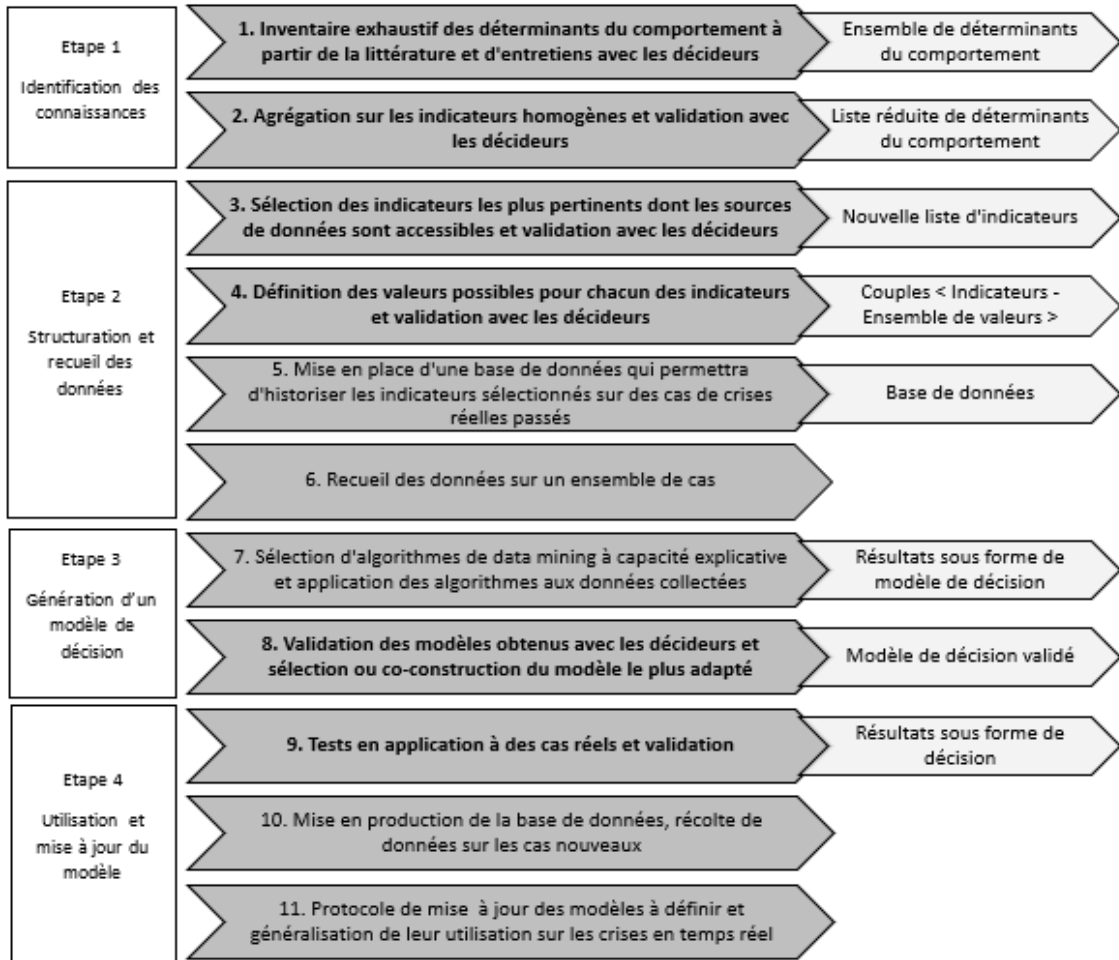 Etape 1
Identification des
connaissances
1. Inventaire exhaustif des déterminants du comportement à
partir de la littérature et d'entretiens avec les décideurs
Ensemble de déterminants
du comportement
2. Agrégation sur les indicateurs homogènes et validation avec
les décideurs
Liste réduite de déterminants
du comportement
Etape 2
Structuration et
recueil des
données
3. Sélection des indicateurs les plus pertinents dont les sources
de données sont accessibles et validation avec les décideurs
Nouvelle liste d'indicateurs
4. Définition des valeurs possibles pour chacun des indicateurs
et validation avec les décideurs
Couples < Indicateurs -
Ensemble de valeurs >
5. Mise en place d'une base de données qui permettra
d'historiser les indicateurs sélectionnés sur des cas de crises
réelles passés
Base de données
6. Recueil des données sur un ensemble de cas
Etape 3
Génération d'un
modèle de
décision
7. Sélection d'algorithmes de data mining à capacité explicative
et application des algorithmes aux données collectées
Résultats sous forme de
modèle de décision
8. Validation des modèles obtenus avec les décideurs et
sélection ou co-construction du modèle le plus adapté
Modèle de décision validé
Etape 4
Utilisation et
mise à jour du
modèle
9. Tests en application à des cas réels et validation
Résultats sous forme de
décision
10. Mise en production de la base de données, récolte de
données sur les cas nouveaux
11. Protocole de mise à jour des modèles à définir et
généralisation de leur utilisation sur les crises en temps réel